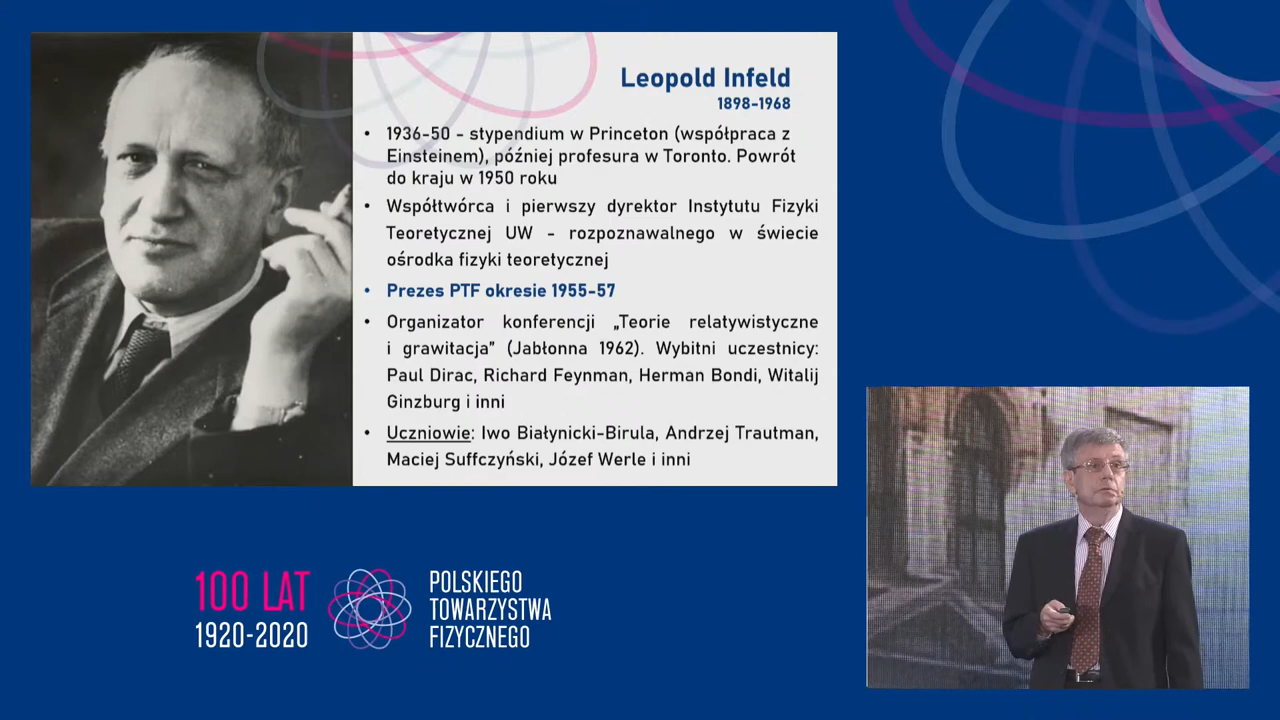 Leopold Infeld
1898-1968
• 1936-50 - stypendium w Princeton (współpraca z
Einsteinem), później profesura w Toronto. Powrót
do kraju w 1950 roku
• Współtwórca i pierwszy dyrektor Instytutu Fizyki
Teoretycznej UW - rozpoznawalnego w świecie
ośrodka fizyki teoretycznej
• Prezes PTF okresie 1955-57
• Organizator konferencji „Teorie relatywistyczne
i grawitacja” (Jabłonna 1962). Wybitni uczestnicy:
Paul Dirac, Richard Feynman, Herman Bondi, Witalij
Ginzburg i inni
• Uczniowie: Iwo Białynicki-Birula, Andrzej Trautman,
Maciej Suffczyński, Józef Werle i inni
100 LAT
1920-2020
POLSKIEGO
TOWARZYSTWA
FIZYCZNEGO